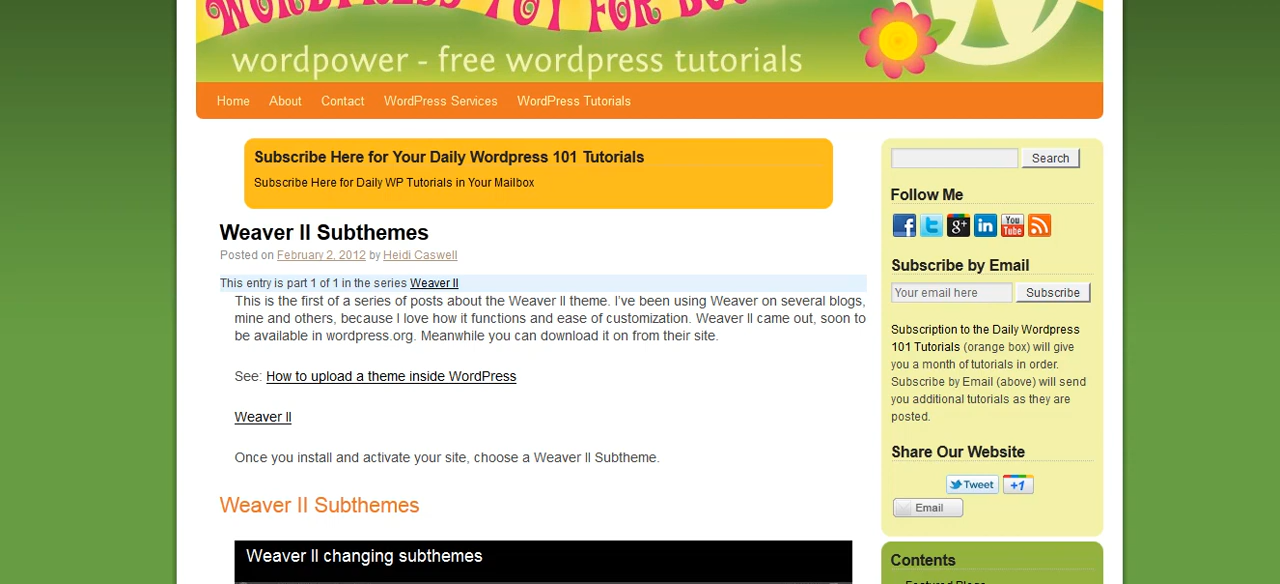 WORDPRESS DIY FOR
wordpower - free wordpress tutorials
Home About Contact WordPress Services WordPress Tutorials
Subscribe Here for Your Daily Wordpress 101 Tutorials
Subscribe Here for Daily WP Tutorials in Your Mailbox
Weaver II Subthemes
Posted on February 2, 2012 by Heidi Caswell
This entry is part 1 of 1 in the series Weaver II
This is the first of a series of posts about the Weaver II theme. I've been using Weaver on several blogs,
mine and others, because I love how it functions and ease of customization. Weaver II came out, soon to
be available in wordpress.org. Meanwhile you can download it on from their site.
See: How to upload a theme inside WordPress
Weaver II
Once you install and activate your site, choose a Weaver II Subtheme.
Weaver II Subthemes
Weaver II changing subthemes
Search
Follow Me
You
Tube
Subscribe by Email
Your email here Subscribe
Subscription to the Daily Wordpress
101 Tutorials (orange box) will give
you a month of tutorials in order.
Subscribe by Email (above) will send
you additional tutorials as they are
posted.
Share Our Website
Tweet +1
Email
Contents
Featured Blogs